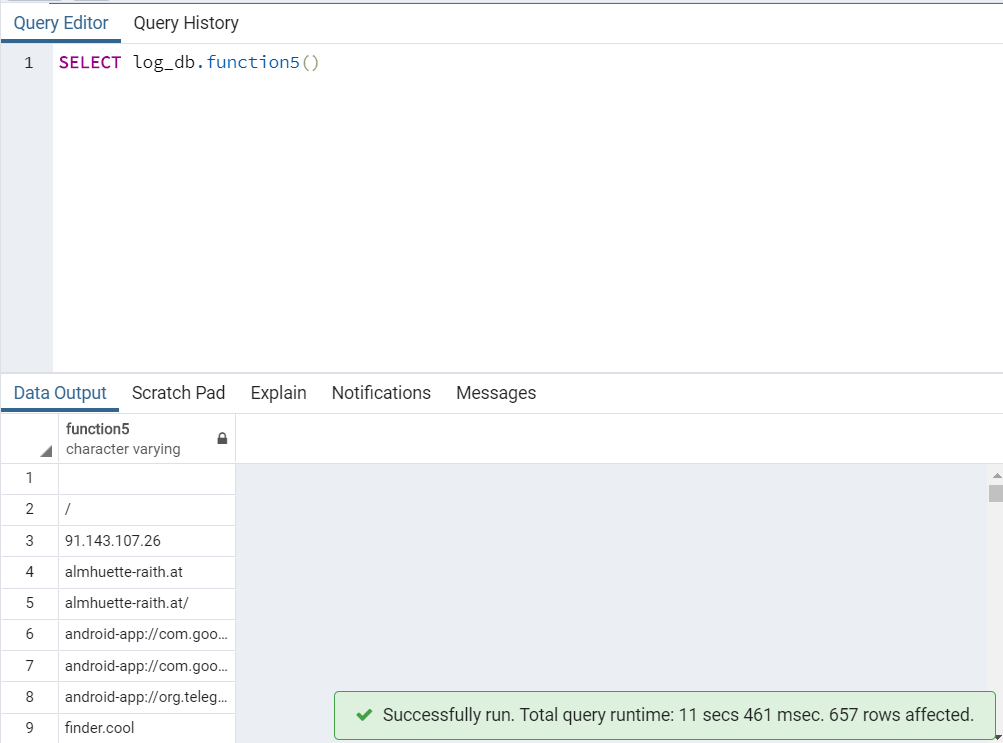 Query Editor Query History
1 SELECT log_db.function5()
Data Output Scratch Pad Explain Notifications Messages
function5
character varying
1
2 /
3 91.143.107.26
4 almhuette-raith.at
5 almhuette-raith.at/
6 android-app://com.goo...
7 android-app://com.goo...
8 android-app://org.teleg...
9 finder.cool
Successfully run. Total query runtime: 11 secs 461 msec. 657 rows affected.